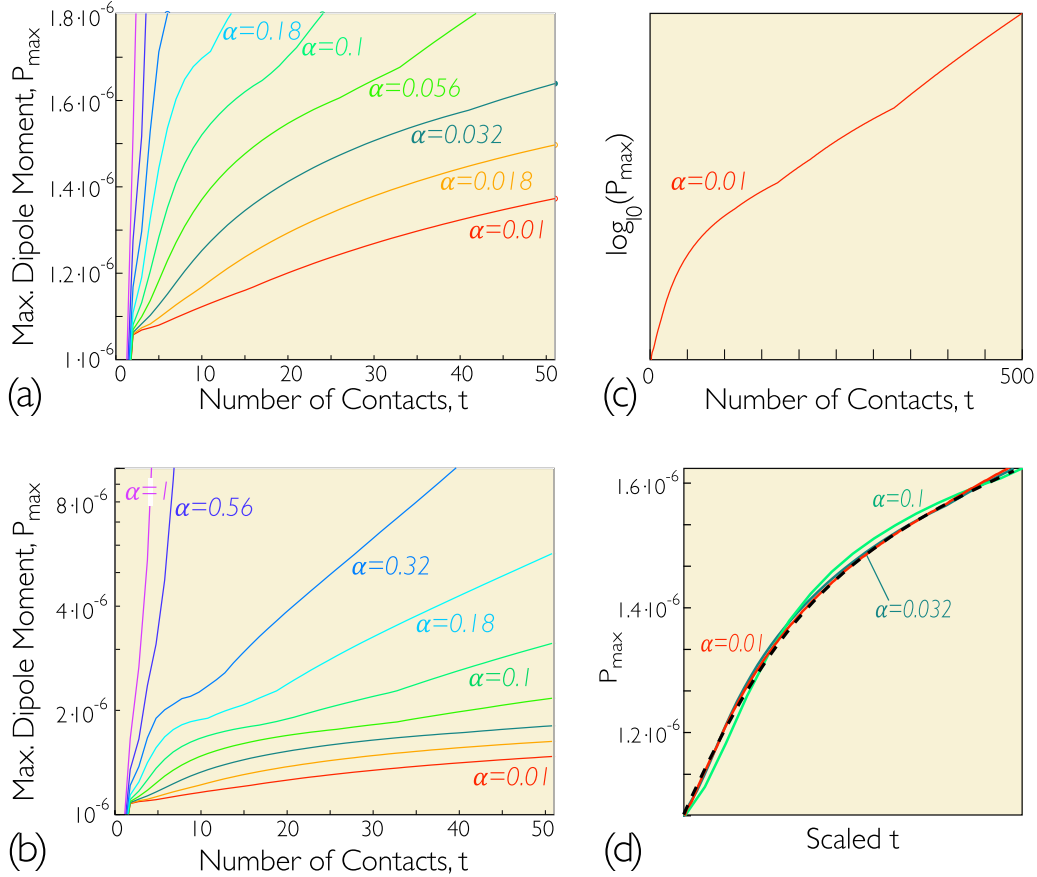 1.8·10-6
1.6·10-6
1.4·10-6
1.2·10-6
1·10-6
Max. Dipole Moment, Pmax
α=0.18
α=0.1
α=0.056
α=0.032
α=0.018
α=0.01
0 10 20 30 40 50
(a)
Number of Contacts, t
log10(Pmax)
α=0.01
0 500
(c)
Number of Contacts, t
8·10-6
4·10-6
2·10-6
10-6
Max. Dipole Moment, Pmax
α=1
α=0.56
α=0.32
α=0.18
α=0.1
α=0.01
0 10 20 30 40 50
(b)
Number of Contacts, t
1.6·10-6
1.4·10-6
1.2·10-6
Pmax
α=0.1
α=0.032
α=0.01
(d)
Scaled t